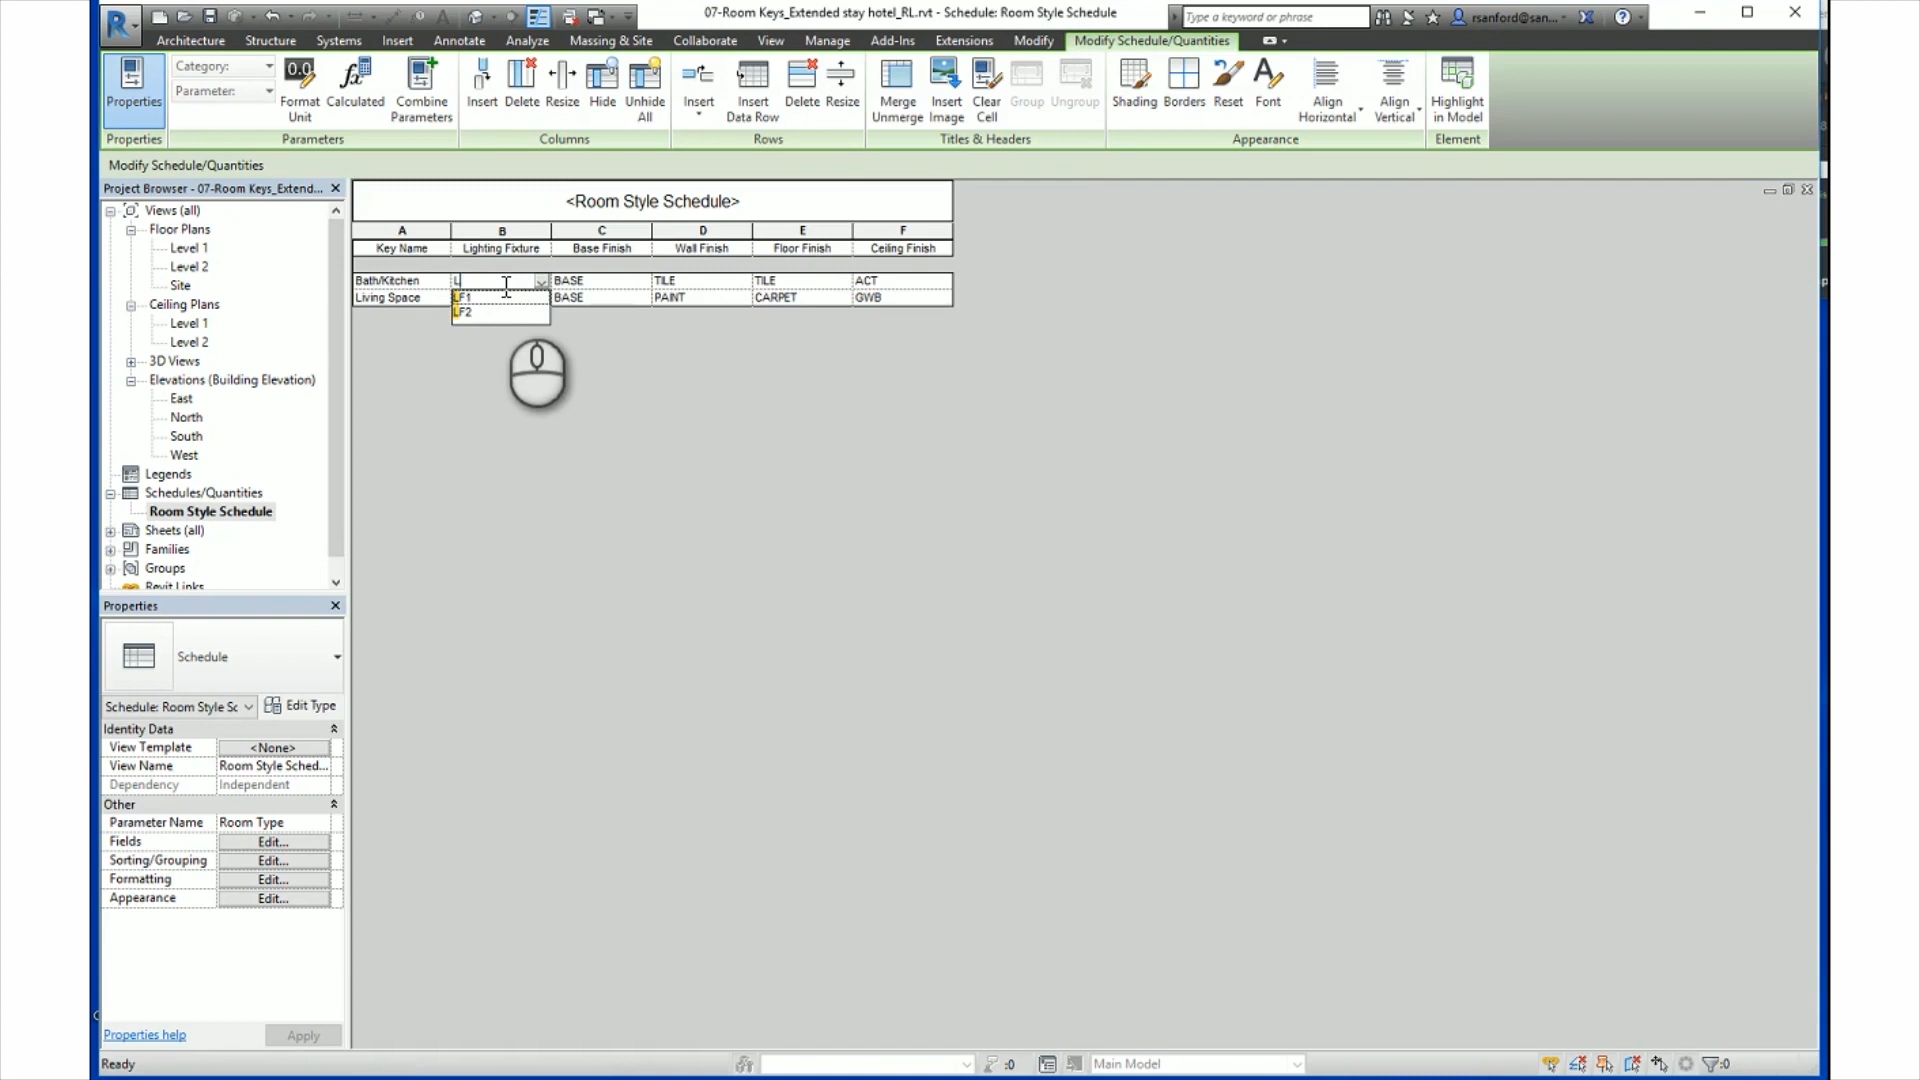 07-Room Keys_Extended stay hotel_RL.rvt - Schedule: Room Style Schedule
Type a keyword or phrase
rsanford@san...
Architecture Structure Systems Insert Annotate Analyze Massing & Site Collaborate View Manage Add-Ins Extensions Modify Modify Schedule/Quantities
Properties
Category:
Parameter:
Format Unit
Calculated
Combine Parameters
Insert
Delete
Resize
Hide
Unhide All
Insert
Insert Data Row
Delete
Resize
Merge Unmerge
Insert Image
Clear Cell
Group
Ungroup
Shading
Borders
Reset
Font
Align Horizontal
Align Vertical
Highlight in Model
Properties Parameters Columns Rows Titles & Headers Appearance Element
Modify Schedule/Quantities
Project Browser - 07-Room Keys_Extend...
Views (all)
Floor Plans
Level 1
Level 2
Site
Ceiling Plans
Level 1
Level 2
3D Views
Elevations (Building Elevation)
East
North
South
West
Legends
Schedules/Quantities
Room Style Schedule
Sheets (all)
Families
Groups
Revit Links
<Room Style Schedule>
A B C D E F
Key Name Lighting Fixture Base Finish Wall Finish Floor Finish Ceiling Finish
Bath/Kitchen L BASE TILE TILE ACT
Living Space LF1 BASE PAINT CARPET GWB
LF2
Properties
Schedule
Schedule: Room Style Sc
Edit Type
Identity Data
View Template <None>
View Name Room Style Sched...
Dependency Independent
Other
Parameter Name Room Type
Fields Edit...
Sorting/Grouping Edit...
Formatting Edit...
Appearance Edit...
Properties help
Apply
Ready
:0
Main Model
:0